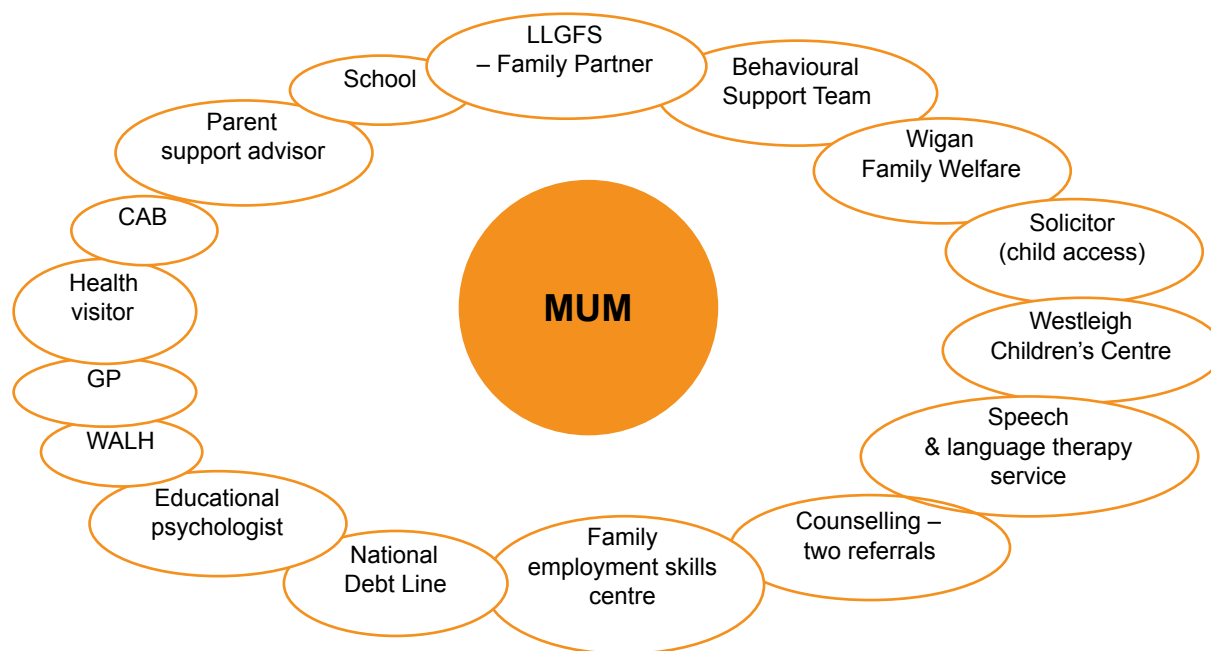 LLGFS
– Family Partner
Behavioural
Support Team
Wigan
Family Welfare
Solicitor
(child access)
Westleigh
Children’s Centre
Speech
& language therapy
service
Counselling –
two referrals
Family
employment skills
centre
National
Debt Line
Educational
psychologist
WALH
GP
Health
visitor
CAB
Parent
support advisor
School
MUM